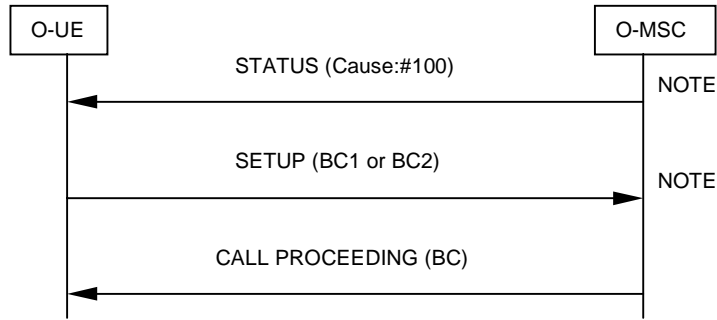 O-UE
O-MSC
STATUS (Cause:#100)
NOTE
SETUP (BC1 or BC2)
NOTE
CALL PROCEEDING (BC)